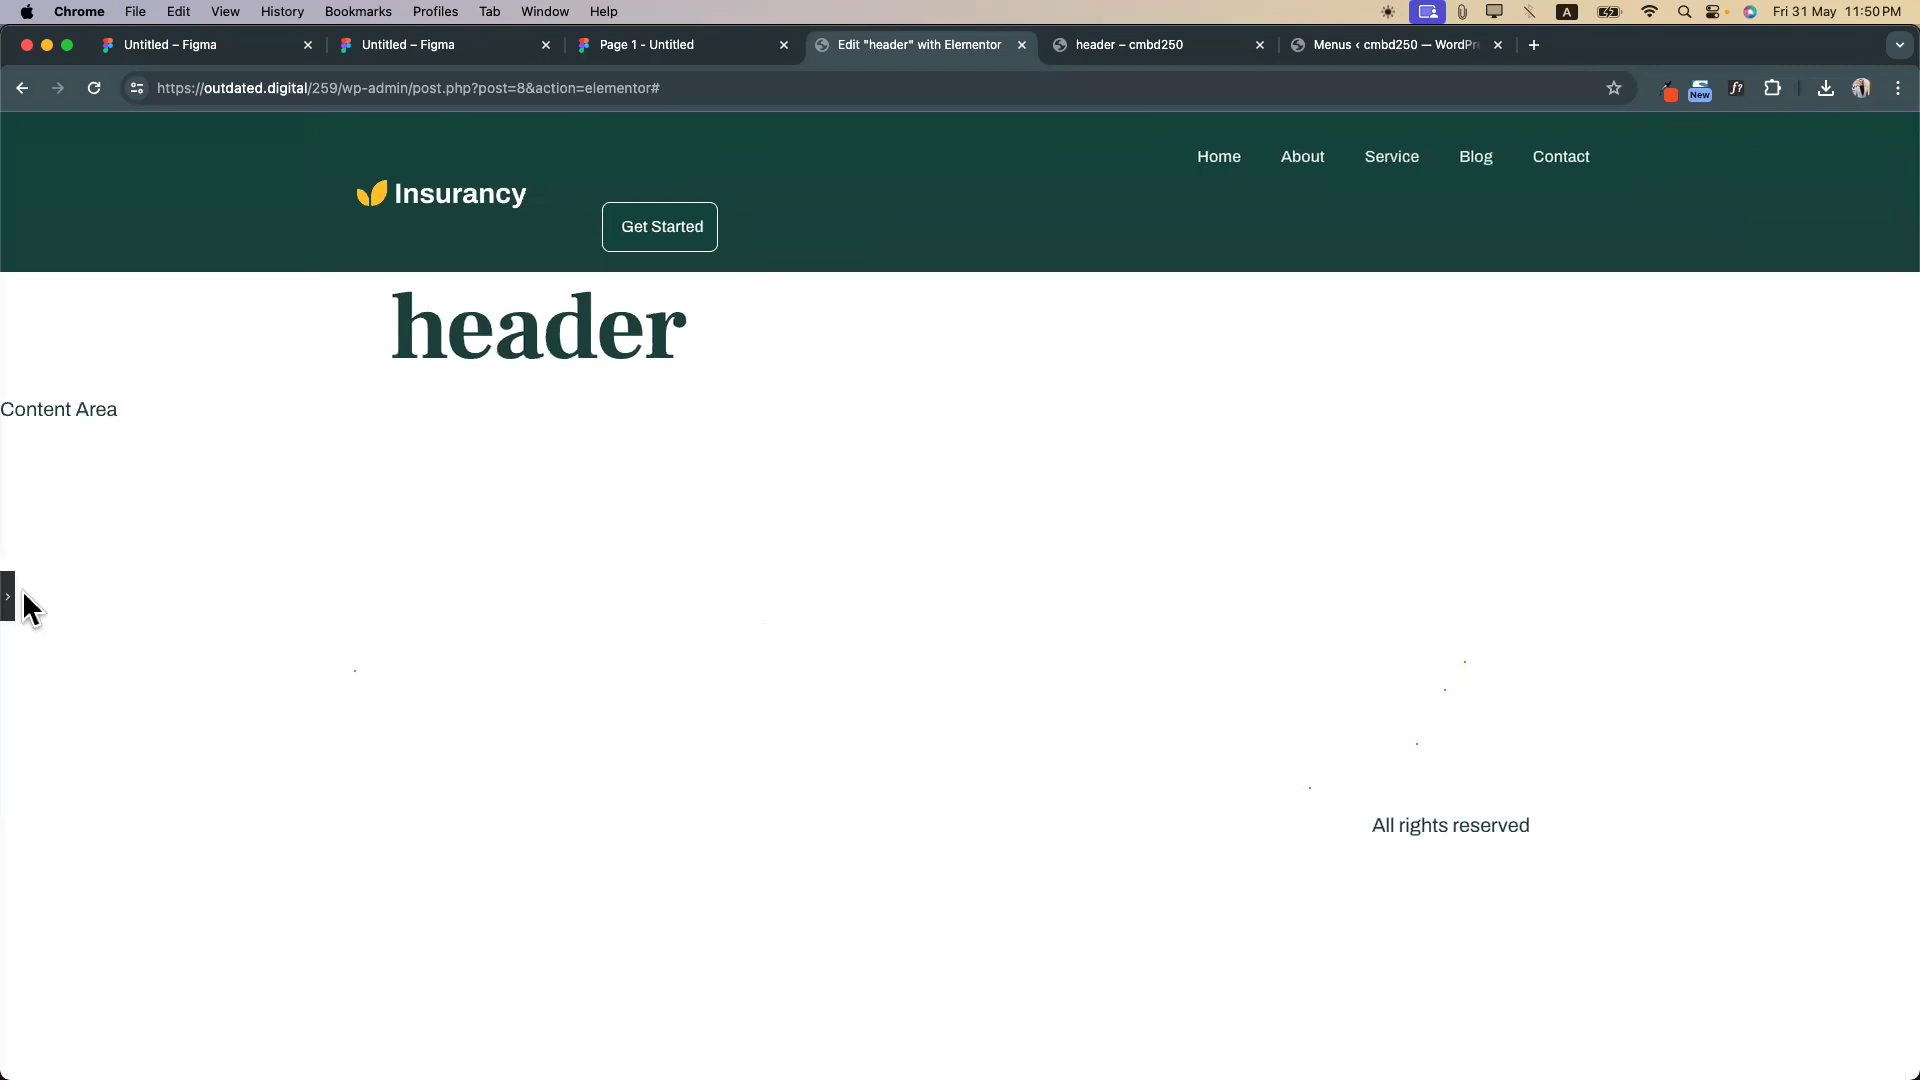 Chrome File Edit View History Bookmarks Profiles Tab Window Help A Fri 31 May 11:50 PM
Untitled – Figma Untitled – Figma Page 1 - Untitled Edit "header" with Elementor header – cmbd250 Menus ‹ cmbd250 — WordPr
https://outdated.digital/259/wp-admin/post.php?post=8&action=elementor# New f?
Home About Service Blog Contact
Insurancy
Get Started
header
Content Area
All rights reserved